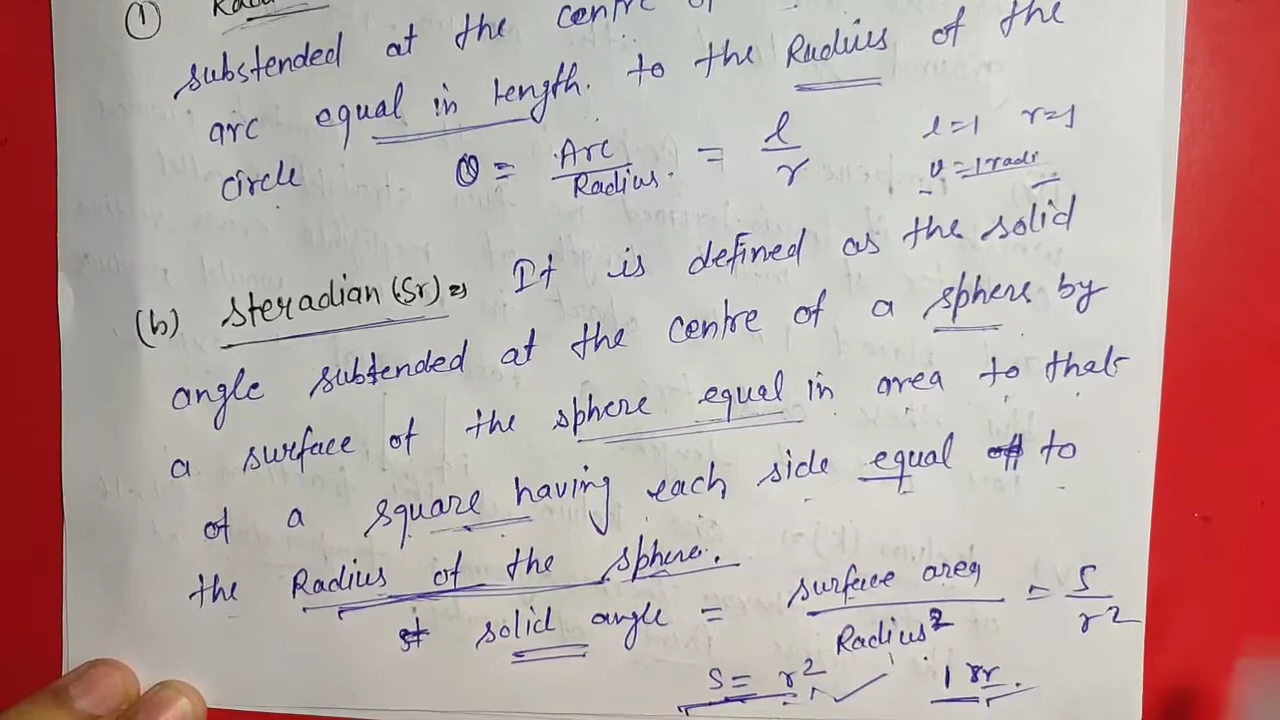 ①
substended at the centre of
arc equal in length. to the Radius of the
circle θ = Arc / Radius. = l / r l=1 r=1
θ = 1 radi
(b) Steradian (Sr) ⇒ It is defined as the solid
angle subtended at the centre of a sphere by
a surface of the sphere equal in area to that
of a square having each side equal to
the Radius of the sphere.
solid angle = surface area / Radius² = S / r²
S = r² ✓ 1 sr.